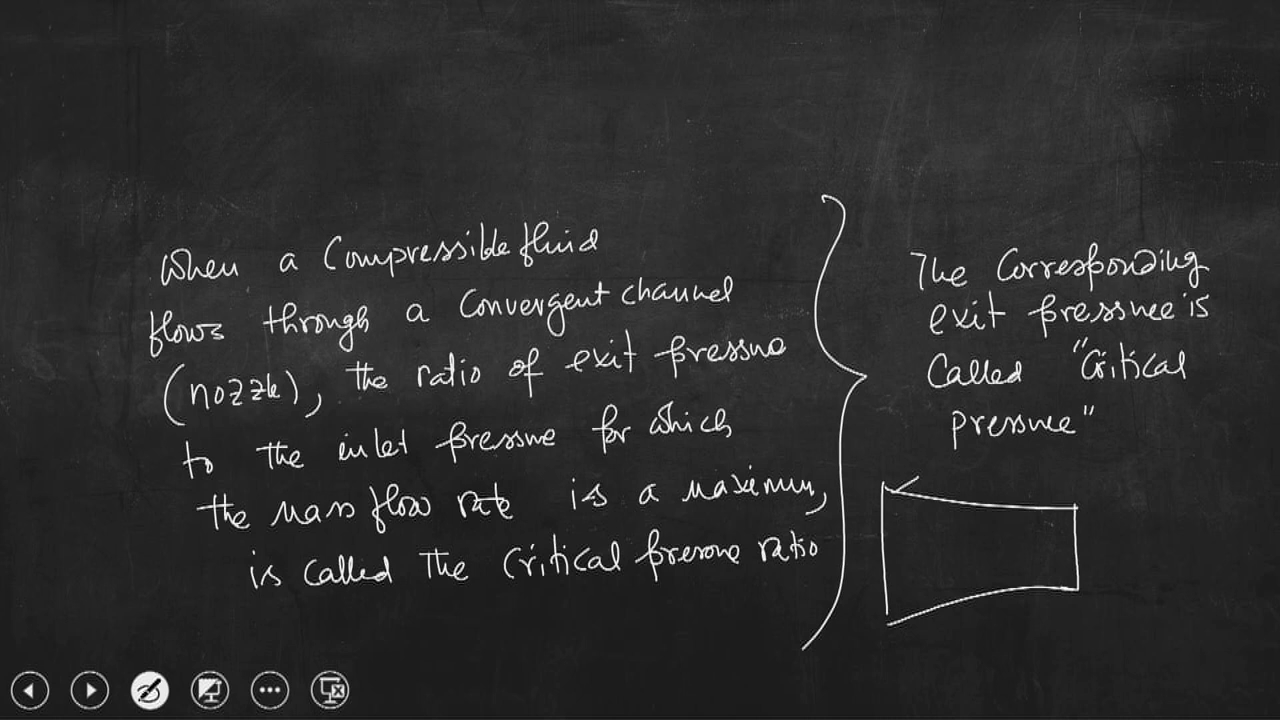 When a Compressible fluid
flows through a Convergent channel
(nozzle), the ratio of exit pressure
to the inlet pressure for which
the mass flow rate is a maximum,
is called the Critical pressure ratio
The Corresponding
exit pressure is
Called "Critical
pressure"